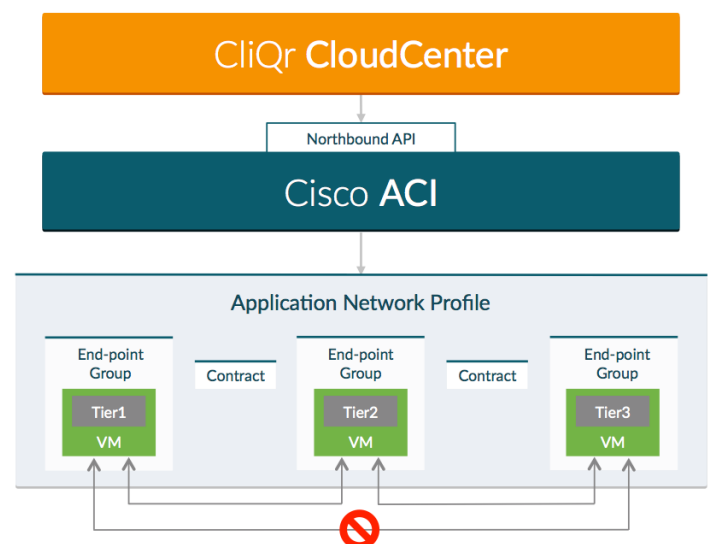 CliQr CloudCenter
Northbound API
Cisco ACI
Application Network Profile
End-point
Group
Tier1
VM
Contract
End-point
Group
Tier2
VM
Contract
End-point
Group
Tier3
VM